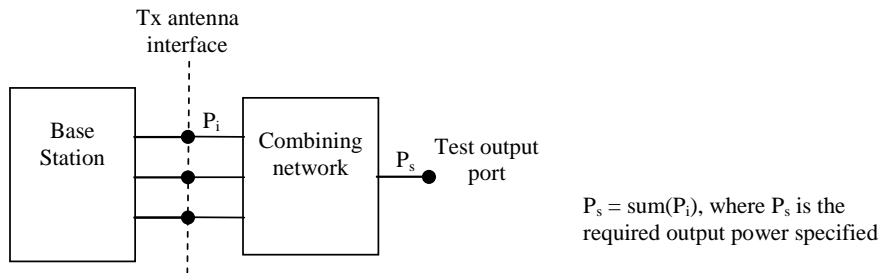 Tx antenna
interface
Base
Station
Pi
Combining
network
Ps
Test output
port
Ps = sum(Pi), where Ps is the
required output power specified